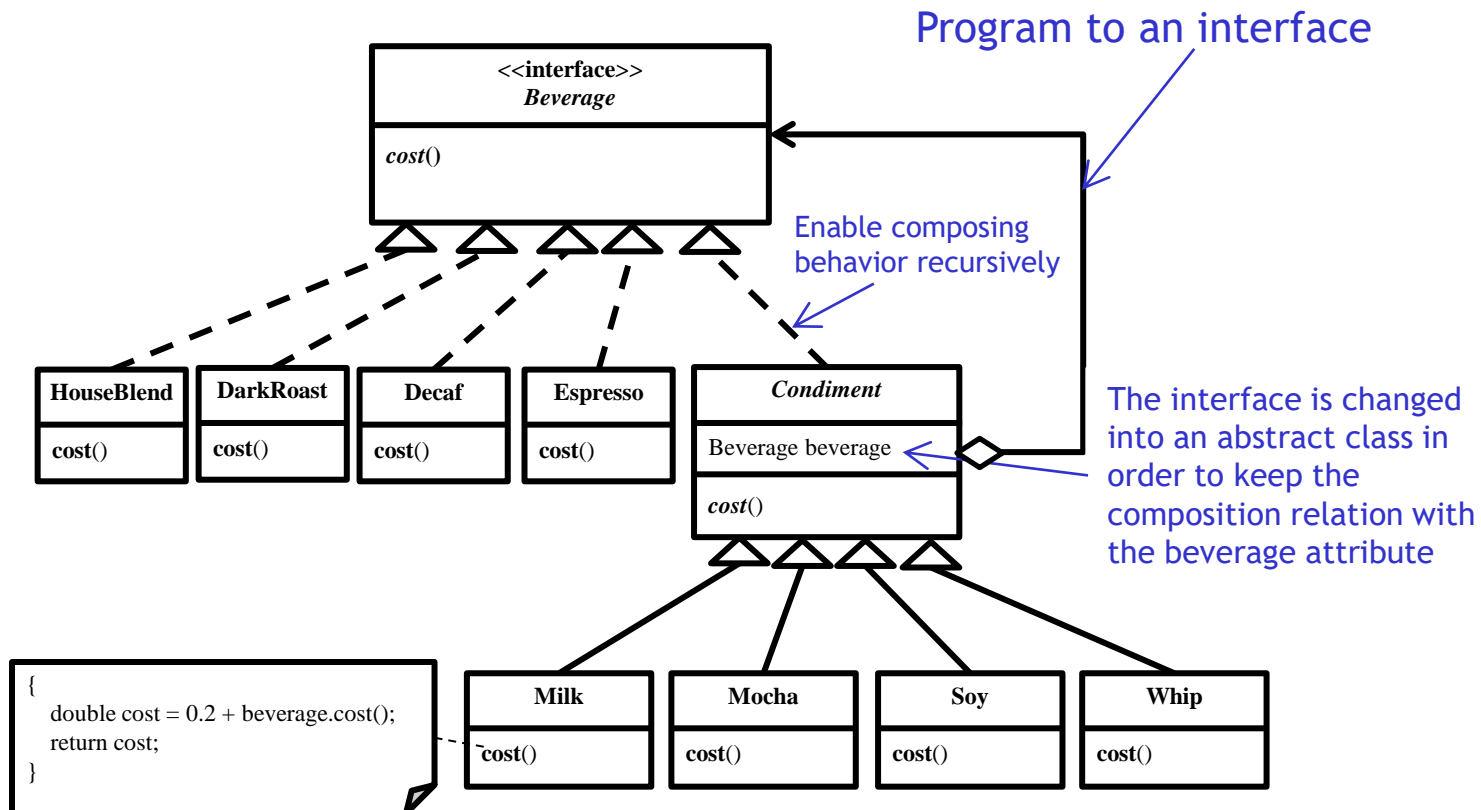 Program to an interface
<<interface>>
Beverage
cost()
Enable composing
behavior recursively
HouseBlend
cost()
DarkRoast
cost()
Decaf
cost()
Espresso
cost()
Condiment
Beverage beverage
cost()
The interface is changed
into an abstract class in
order to keep the
composition relation with
the beverage attribute
{
double cost = 0.2 + beverage.cost();
return cost;
}
Milk
cost()
Mocha
cost()
Soy
cost()
Whip
cost()